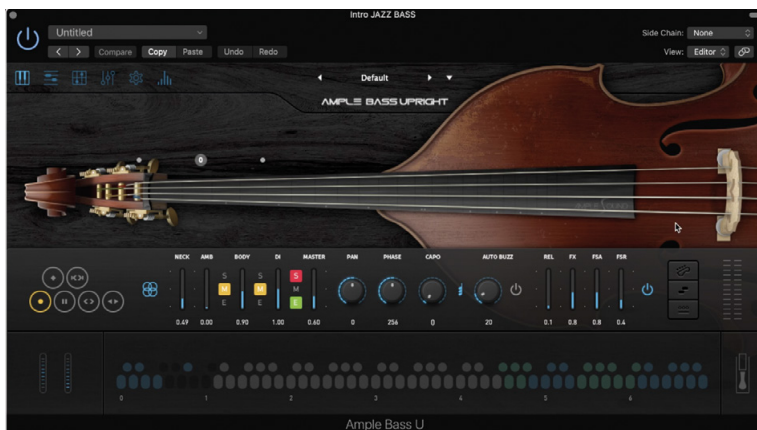 Intro JAZZ BASS
Untitled
Side Chain: None
< > Compare Copy Paste Undo Redo
View: Editor
Default
AMPLE BASS UPRIGHT
0
NECK AMB BODY DI MASTER PAN PHASE CAPO AUTO BUZZ REL FX FSA FSR
S S S
M M M
E E E
0.49 0.00 0.90 1.00 0.60 0 256 0 20 0.1 0.8 0.8 0.4
0 1 2 3 4 5 6
Ample Bass U